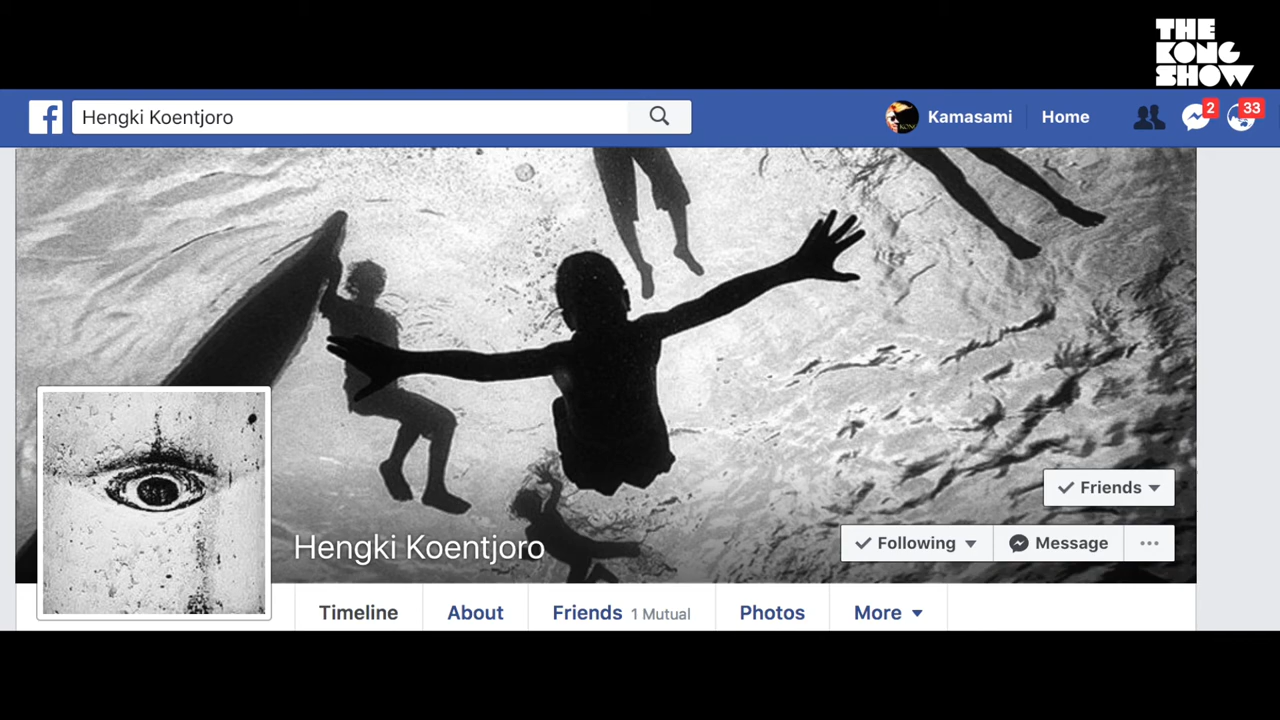 THE
KONG
SHOW
f Hengki Koentjoro
Kamasami
Home
2
33
Friends
Hengki Koentjoro
Following
Message
...
Timeline
About
Friends 1 Mutual
Photos
More